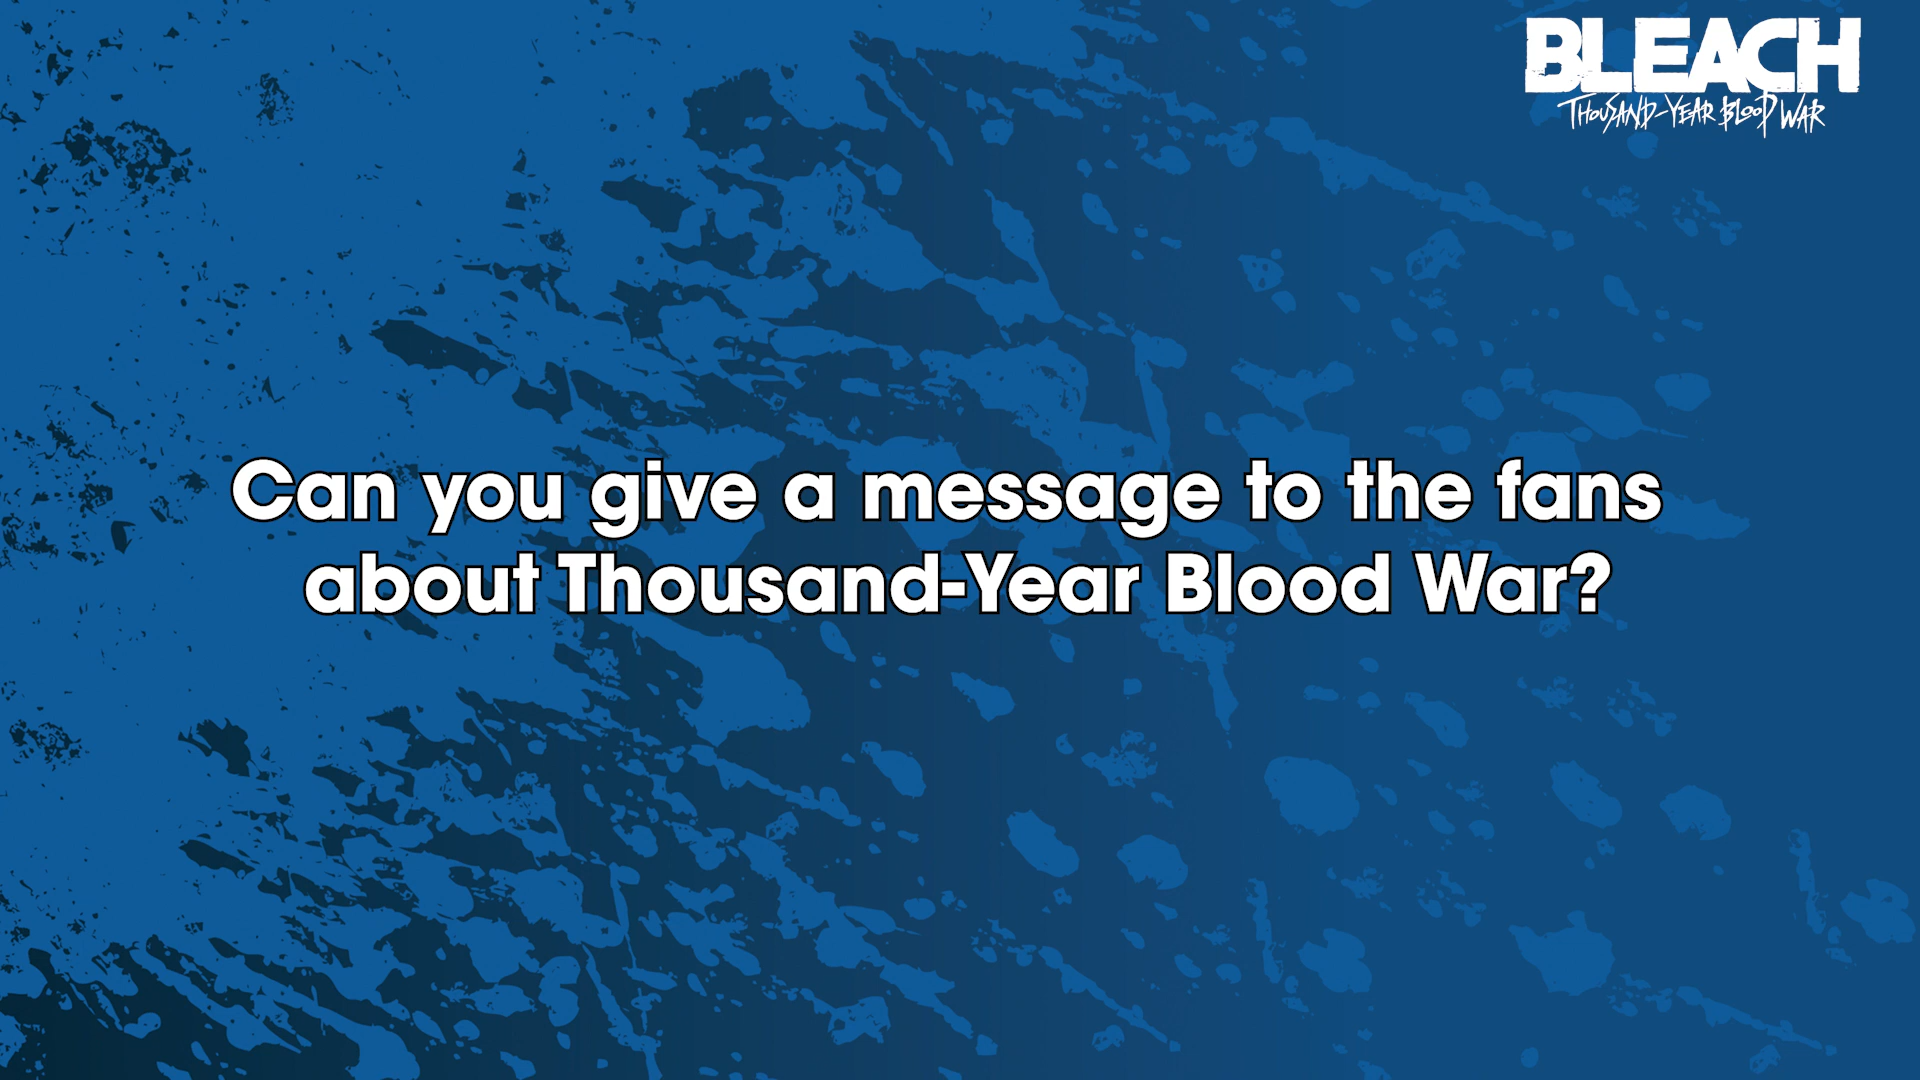 BLEACH
THOUSAND-YEAR BLOOD WAR
Can you give a message to the fans
about Thousand-Year Blood War?